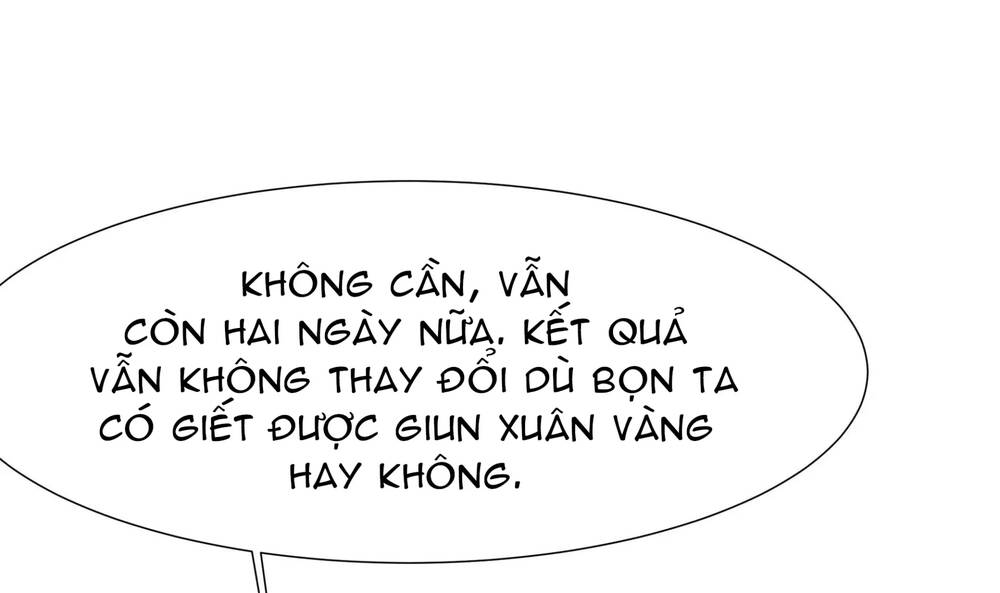 KHÔNG CẦN, VẪN
CÒN HAI NGÀY NỮA. KẾT QUẢ
VẪN KHÔNG THAY ĐỔI DÙ BỌN TA
CÓ GIẾT ĐƯỢC GIUN XUÂN VÀNG
HAY KHÔNG.